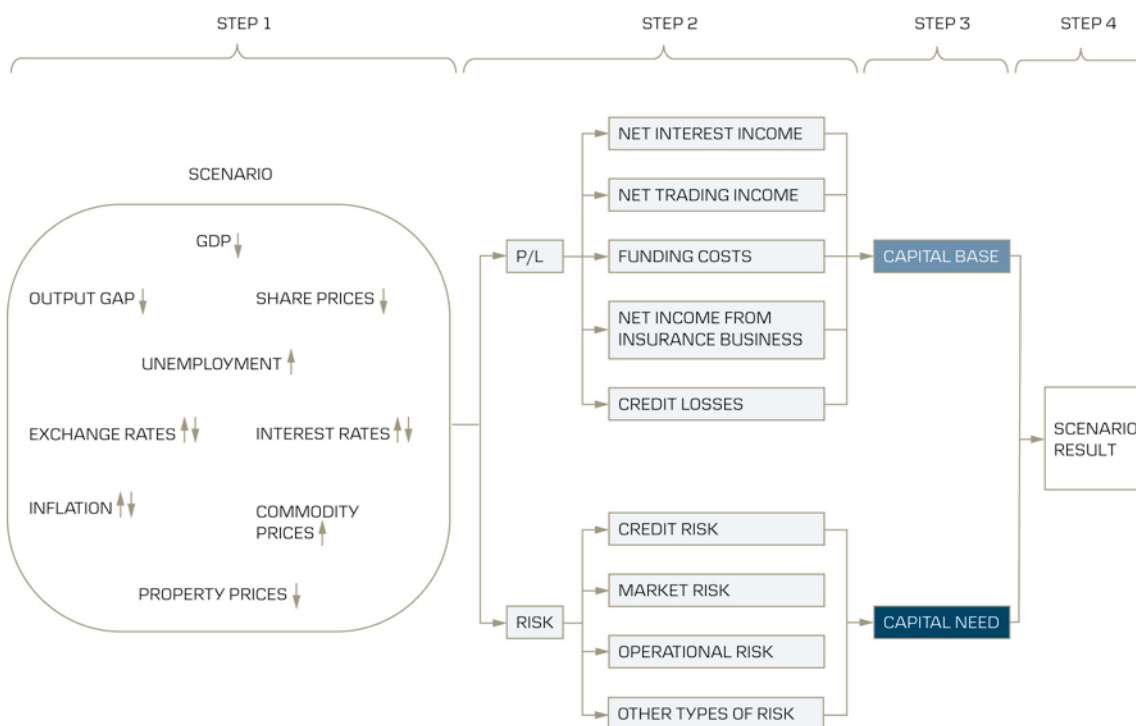 STEP 1
STEP 2
STEP 3
STEP 4
SCENARIO
GDP
OUTPUT GAP
SHARE PRICES
UNEMPLOYMENT
EXCHANGE RATES
INTEREST RATES
INFLATION
COMMODITY
PRICES
PROPERTY PRICES
P/L
RISK
NET INTEREST INCOME
NET TRADING INCOME
FUNDING COSTS
NET INCOME FROM
INSURANCE BUSINESS
CREDIT LOSSES
CREDIT RISK
MARKET RISK
OPERATIONAL RISK
OTHER TYPES OF RISK
CAPITAL BASE
CAPITAL NEED
SCENARIO
RESULT